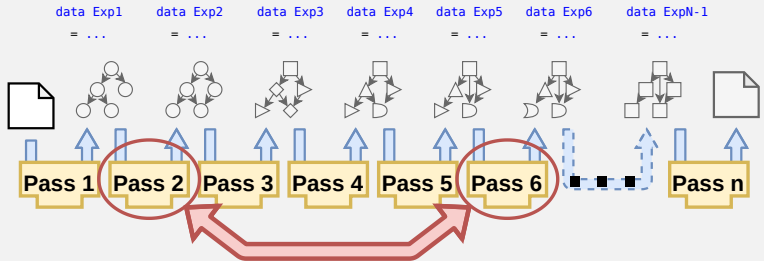 data Exp1 data Exp2 data Exp3 data Exp4 data Exp5 data Exp6 data ExpN-1
= ... = ... = ... = ... = ... = ... = ...
Pass 1 Pass 2 Pass 3 Pass 4 Pass 5 Pass 6 Pass n